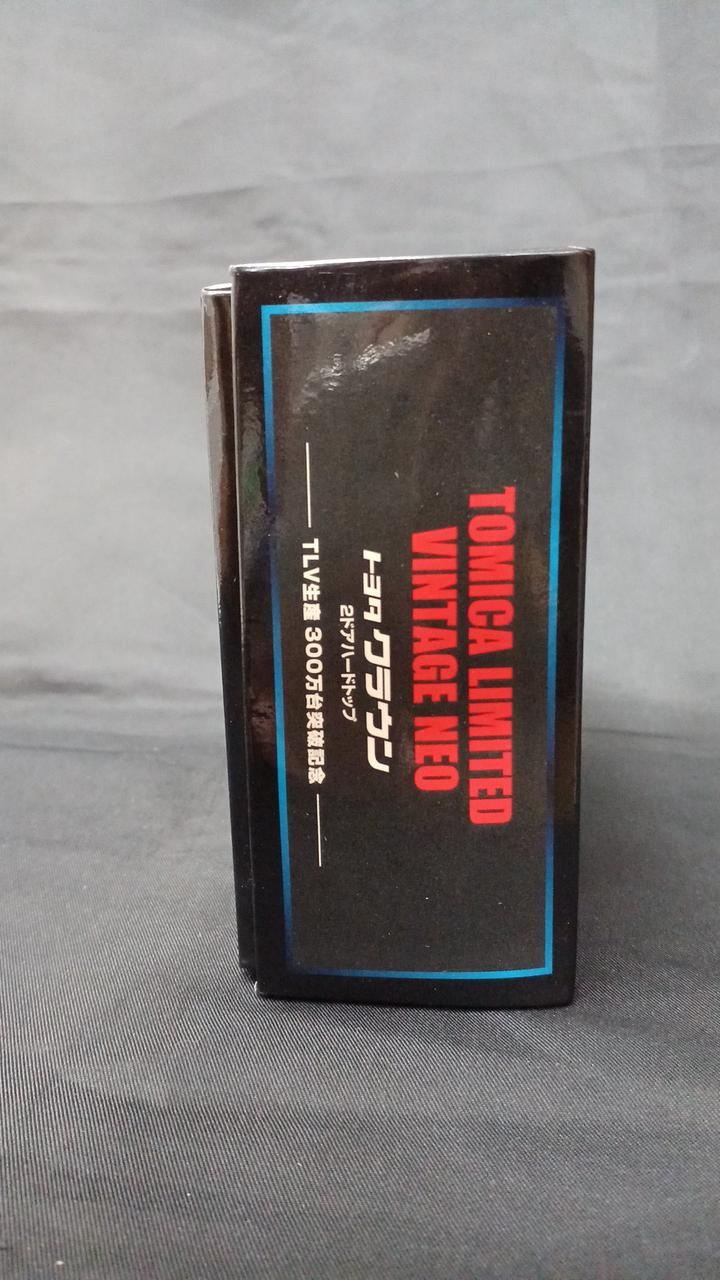 TOMICA LIMITED
VINTAGE NEO
トヨタ クラウン
2ドアハードトップ
TLV生産 300万台突破記念